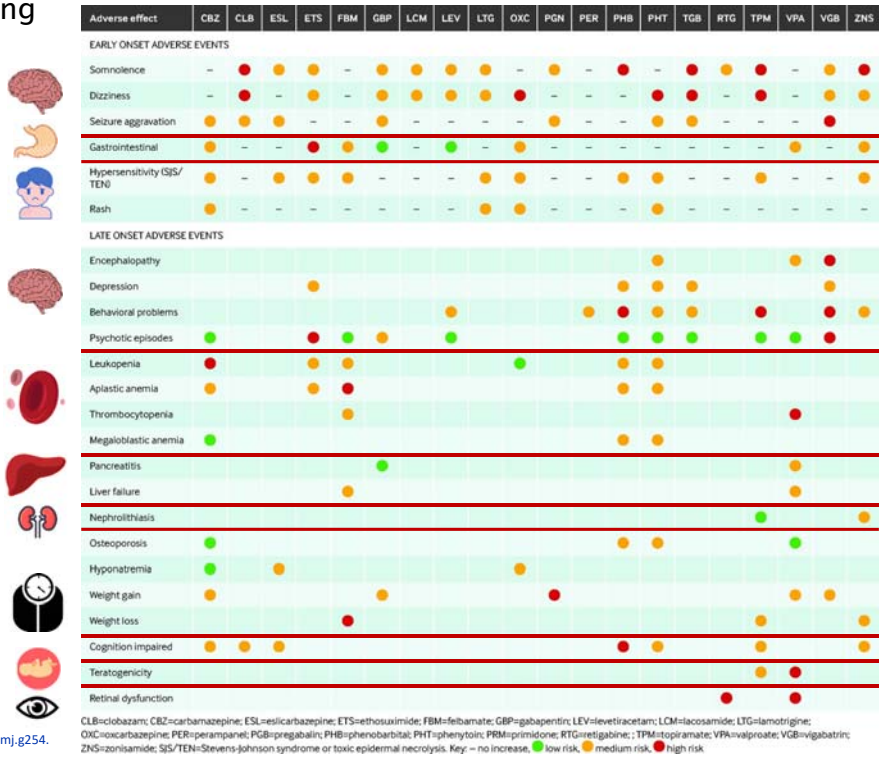 ng
Adverse effect CBZ CLB ESL ETS FBM GBP LCM LEV LTG OXC PGN PER PHB PHT TGB RTG TPM VPA VGB ZNS
EARLY ONSET ADVERSE EVENTS
Somnolence – – – – – –
Dizziness – – – – – – –
Seizure aggravation – – – – – – – – – – – –
Gastrointestinal – – – – – – – – – – – –
Hypersensitivity (SJS/
TEN) – – – – – – – – –
Rash – – – – – – – – – – – – – – – –
LATE ONSET ADVERSE EVENTS
Encephalopathy
Depression
Behavioral problems
Psychotic episodes
Leukopenia
Aplastic anemia
Thrombocytopenia
Megaloblastic anemia
Pancreatitis
Liver failure
Nephrolithiasis
Osteoporosis
Hyponatremia
Weight gain
Weight loss
Cognition impaired
Teratogenicity
Retinal dysfunction
CLB=clobazam; CBZ=carbamazepine; ESL=eslicarbazepine; ETS=ethosuximide; FBM=felbamate; GBP=gabapentin; LEV=levetiracetam; LCM=lacosamide; LTG=lamotrigine;
OXC=oxcarbazepine; PER=perampanel; PGB=pregabalin; PHB=phenobarbital; PHT=phenytoin; PRM=primidone; RTG=retigabine; ; TPM=topiramate; VPA=valproate; VGB=vigabatrin;
ZNS=zonisamide; SJS/TEN=Stevens-Johnson syndrome or toxic epidermal necrolysis. Key: – no increase, low risk, medium risk, high risk
mj.g254.